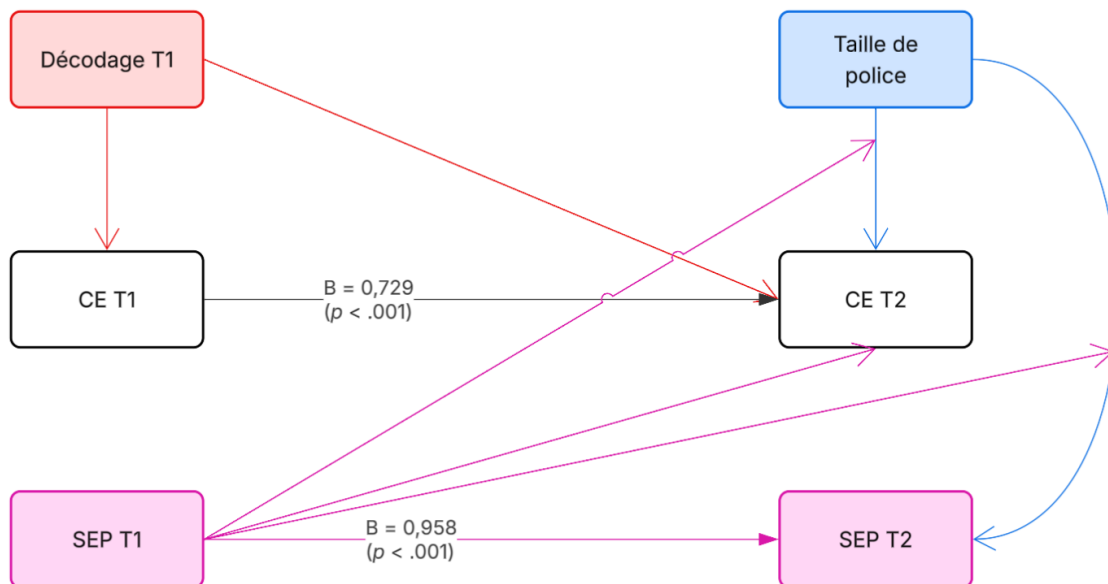 Décodage T1
Taille de
police
CE T1
B = 0,729
(p < .001)
CE T2
SEP T1
B = 0,958
(p < .001)
SEP T2